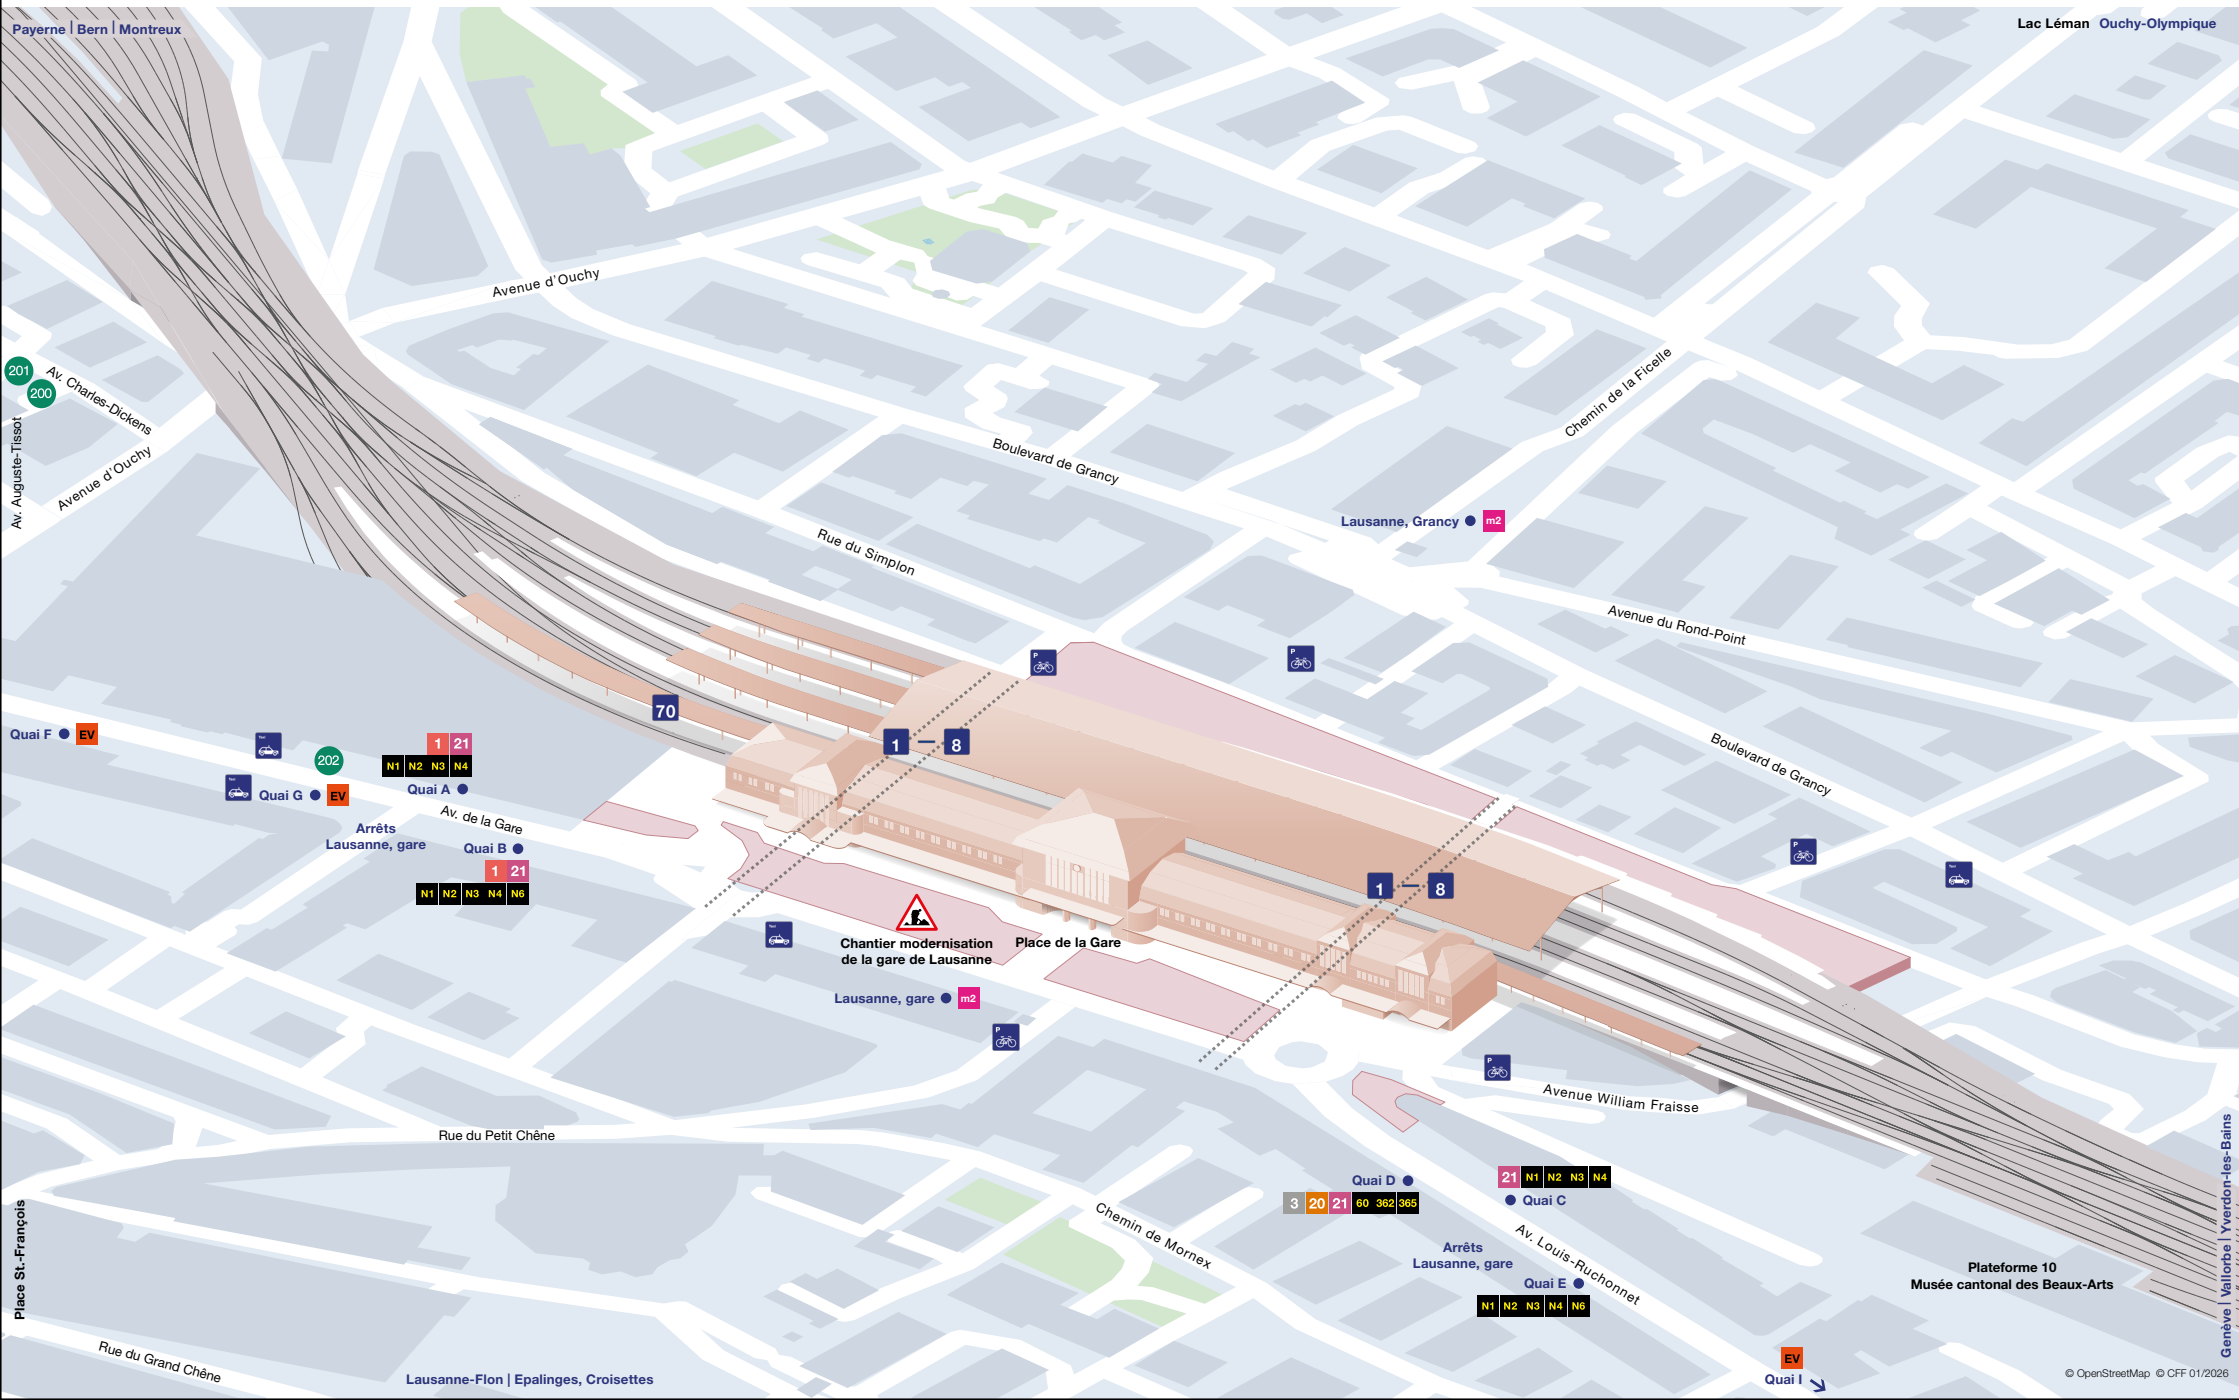 Payerne | Bern | Montreux
Lac Léman Ouchy-Olympique
Avenue d'Ouchy
201
200
Av. Charles-Dickens
Av. Auguste-Tissot
Avenue d'Ouchy
Chemin de la Ficelle
Boulevard de Grancy
Lausanne, Grancy m2
Rue du Simplon
Avenue du Rond-Point
P
P
70
Quai F EV
Taxi
202
1 21
N1 N2 N3 N4
Quai A
Taxi
Quai G EV
1 – 8
Boulevard de Grancy
Av. de la Gare
Arrêts
Lausanne, gare
Quai B
1 21
N1 N2 N3 N4 N6
P
Taxi
1 – 8
Taxi
Chantier modernisation
de la gare de Lausanne
Place de la Gare
Lausanne, gare m2
P
P
Avenue William Fraisse
Rue du Petit Chêne
Quai D
3 20 21 60 362 365
21 N1 N2 N3 N4
Quai C
Chemin de Mornex
Av. Louis-Ruchonnet
Arrêts
Lausanne, gare
Quai E
N1 N2 N3 N4 N6
Plateforme 10
Musée cantonal des Beaux-Arts
Genève | Vallorbe | Yverdon-les-Bains
Place St.-François
Rue du Grand Chêne
Lausanne-Flon | Epalinges, Croisettes
EV
Quai I
© OpenStreetMap © CFF 01/2026